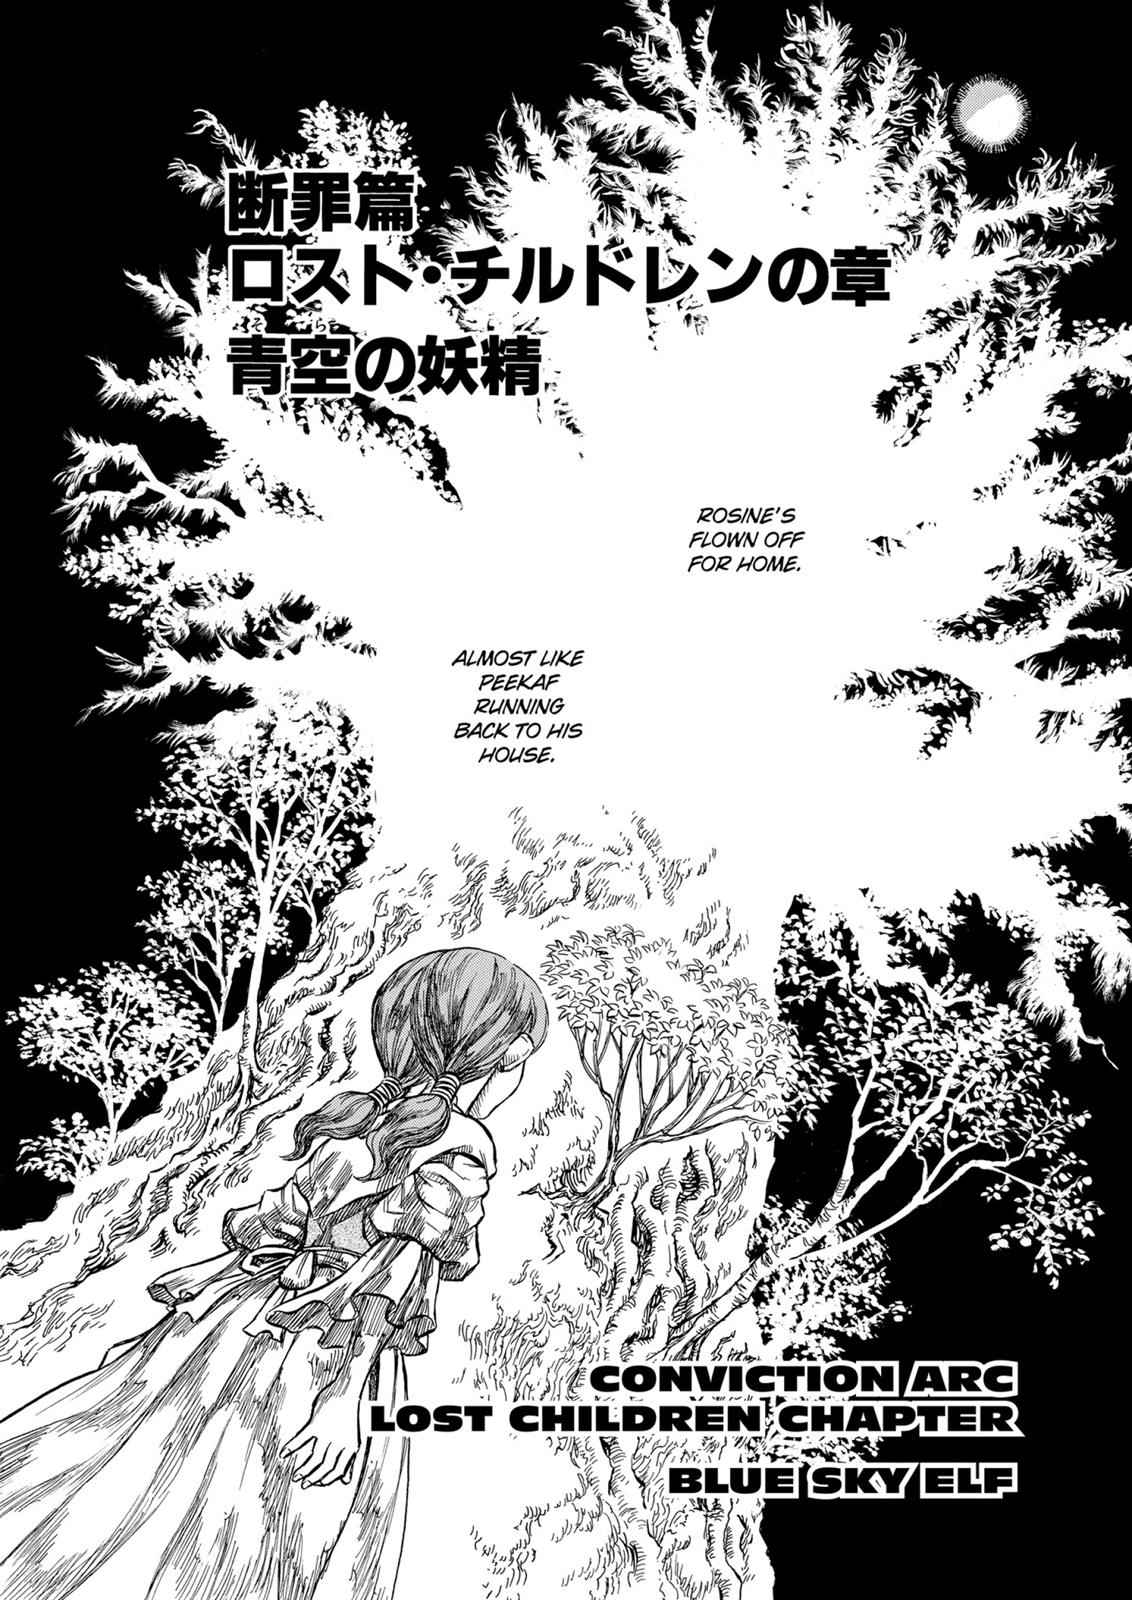 断罪篇
ロスト・チルドレンの章
そら
青空の妖精
ROSINE'S
FLOWN OFF
FOR HOME.
ALMOST LIKE
PEEKAF
RUNNING
BACK TO HIS
HOUSE.
CONVICTION ARC
LOST CHILDREN CHAPTER
BLUE SKY ELF